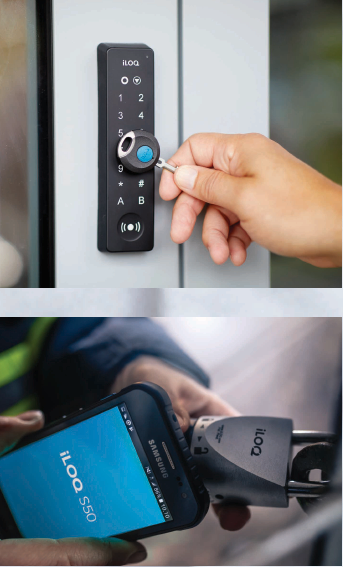 iLOQ
1 2
3 4
5
9
* #
A B
SAMSUNG
iLOQ S50
iLOQ